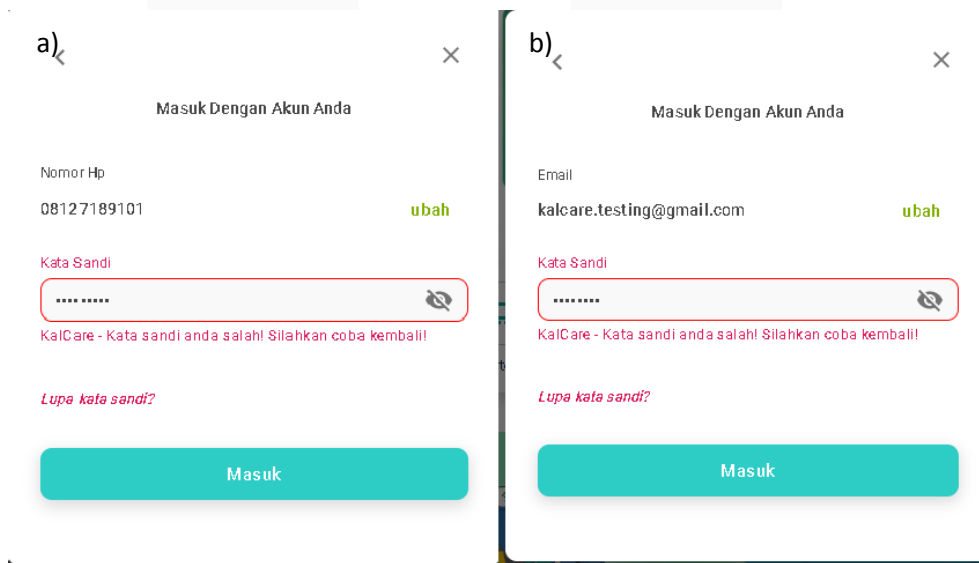 a)
Masuk Dengan Akun Anda
Nomor Hp
08127189101 ubah
Kata Sandi
KalCare - Kata sandi anda salah! Silahkan coba kembali!
Lupa kata sandi?
Masuk
b)
Masuk Dengan Akun Anda
Email
kalcare.testing@gmail.com ubah
Kata Sandi
KalCare - Kata sandi anda salah! Silahkan coba kembali!
Lupa kata sandi?
Masuk